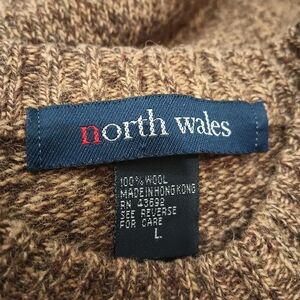 north wales
100% WOOL
MADE IN HONG KONG
RN 43692
SEE REVERSE
FOR CARE
L